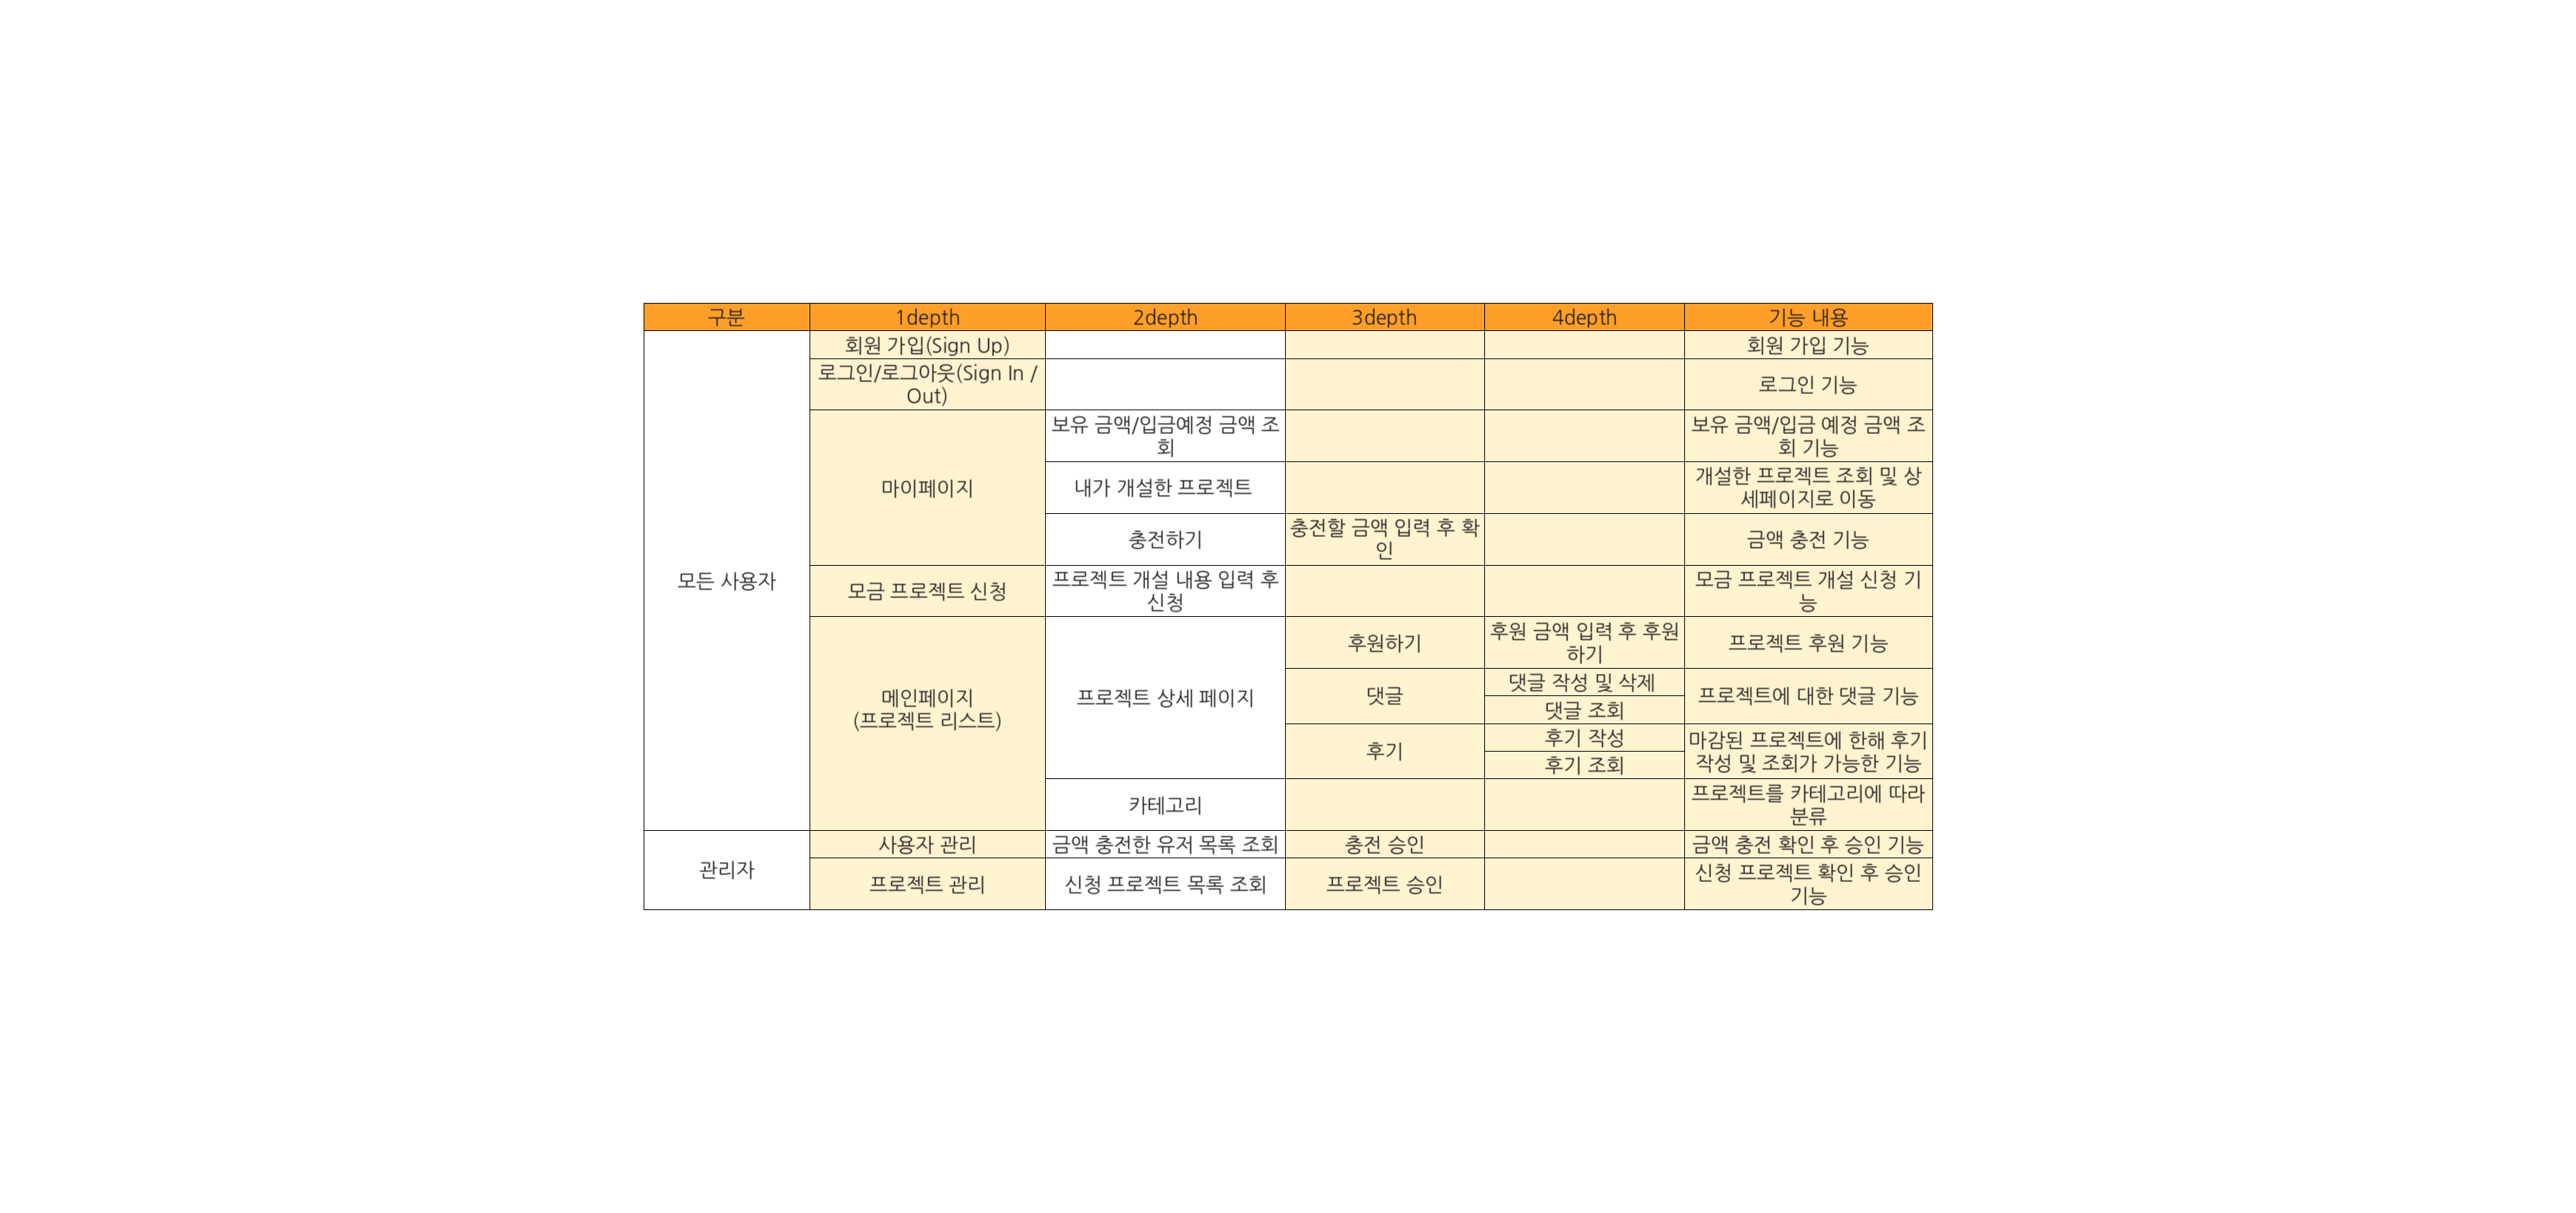 구분 1depth 2depth 3depth 4depth 기능 내용
모든 사용자
회원 가입(Sign Up) 회원 가입 기능
로그인/로그아웃(Sign In /
Out)
로그인 기능
마이페이지
보유 금액/입금예정 금액 조
회
보유 금액/입금 예정 금액 조
회 기능
내가 개설한 프로젝트
개설한 프로젝트 조회 및 상
세페이지로 이동
충전하기
충전할 금액 입력 후 확
인
금액 충전 기능
모금 프로젝트 신청
프로젝트 개설 내용 입력 후
신청
모금 프로젝트 개설 신청 기
능
메인페이지
(프로젝트 리스트)
프로젝트 상세 페이지
후원하기
후원 금액 입력 후 후원
하기
프로젝트 후원 기능
댓글
댓글 작성 및 삭제
댓글 조회
프로젝트에 대한 댓글 기능
후기
후기 작성
후기 조회
마감된 프로젝트에 한해 후기
작성 및 조회가 가능한 기능
카테고리
프로젝트를 카테고리에 따라
분류
관리자
사용자 관리 금액 충전한 유저 목록 조회 충전 승인 금액 충전 확인 후 승인 기능
프로젝트 관리 신청 프로젝트 목록 조회 프로젝트 승인
신청 프로젝트 확인 후 승인
기능